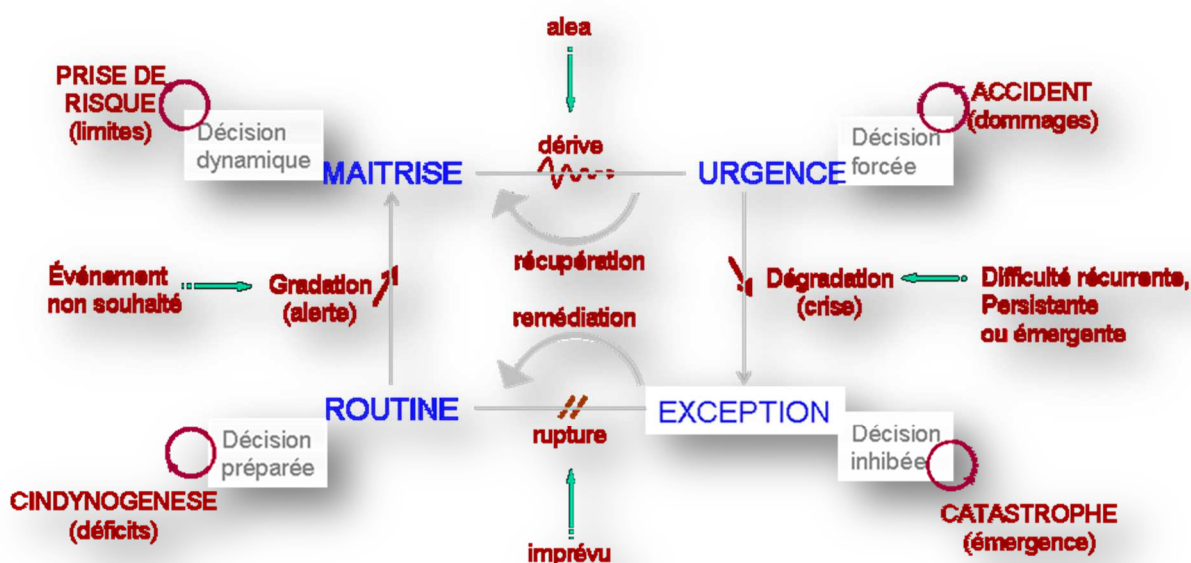 alea
PRISE DE
RISQUE
(limites)
Décision
dynamique
MAITRISE
dérive
URGENCE
Décision
forcée
ACCIDENT
(dommages)
récupération
Événement
non souhaité
Gradation
(alerte)
Dégradation
(crise)
Difficulté récurrente,
Persistante
ou émergente
remédiation
ROUTINE
rupture
EXCEPTION
Décision
préparée
Décision
inhibée
CINDYNOGENESE
(déficits)
imprévu
CATASTROPHE
(émergence)